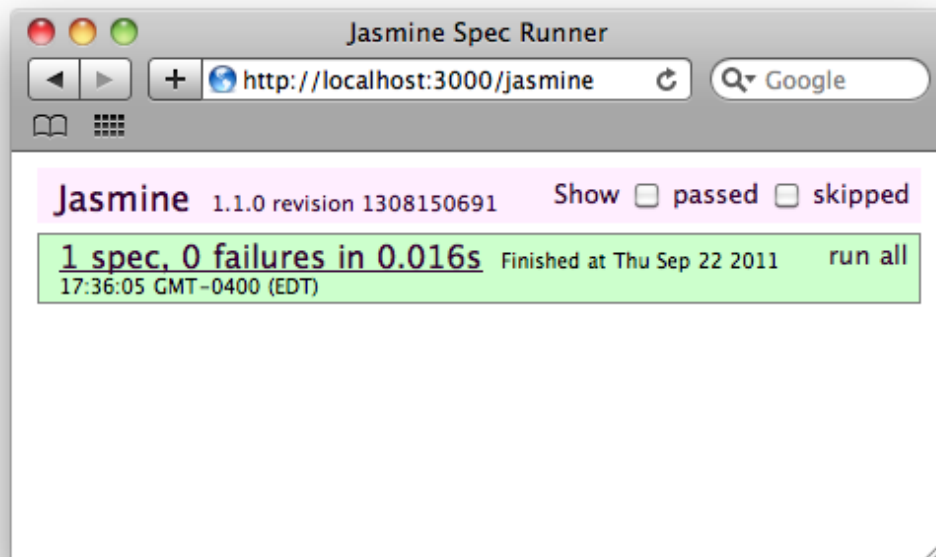 Jasmine Spec Runner
http://localhost:3000/jasmine Google
Jasmine 1.1.0 revision 1308150691 Show passed skipped
1 spec, 0 failures in 0.016s Finished at Thu Sep 22 2011 run all
17:36:05 GMT-0400 (EDT)